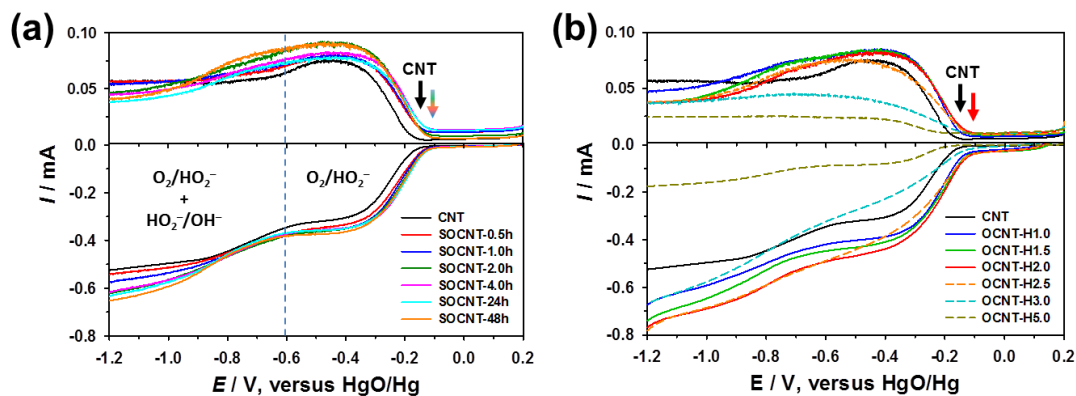 (a)
0.10
0.05
0.0
-0.2
-0.4
-0.6
-0.8
I / mA
CNT
O₂/HO₂⁻
+
HO₂⁻/OH⁻
O₂/HO₂⁻
CNT
SOCNT-0.5h
SOCNT-1.0h
SOCNT-2.0h
SOCNT-4.0h
SOCNT-24h
SOCNT-48h
-1.2 -1.0 -0.8 -0.6 -0.4 -0.2 0.0 0.2
E / V, versus HgO/Hg
(b)
0.10
0.05
0.0
-0.2
-0.4
-0.6
-0.8
I / mA
CNT
CNT
OCNT-H1.0
OCNT-H1.5
OCNT-H2.0
OCNT-H2.5
OCNT-H3.0
OCNT-H5.0
-1.2 -1.0 -0.8 -0.6 -0.4 -0.2 0.0 0.2
E / V, versus HgO/Hg